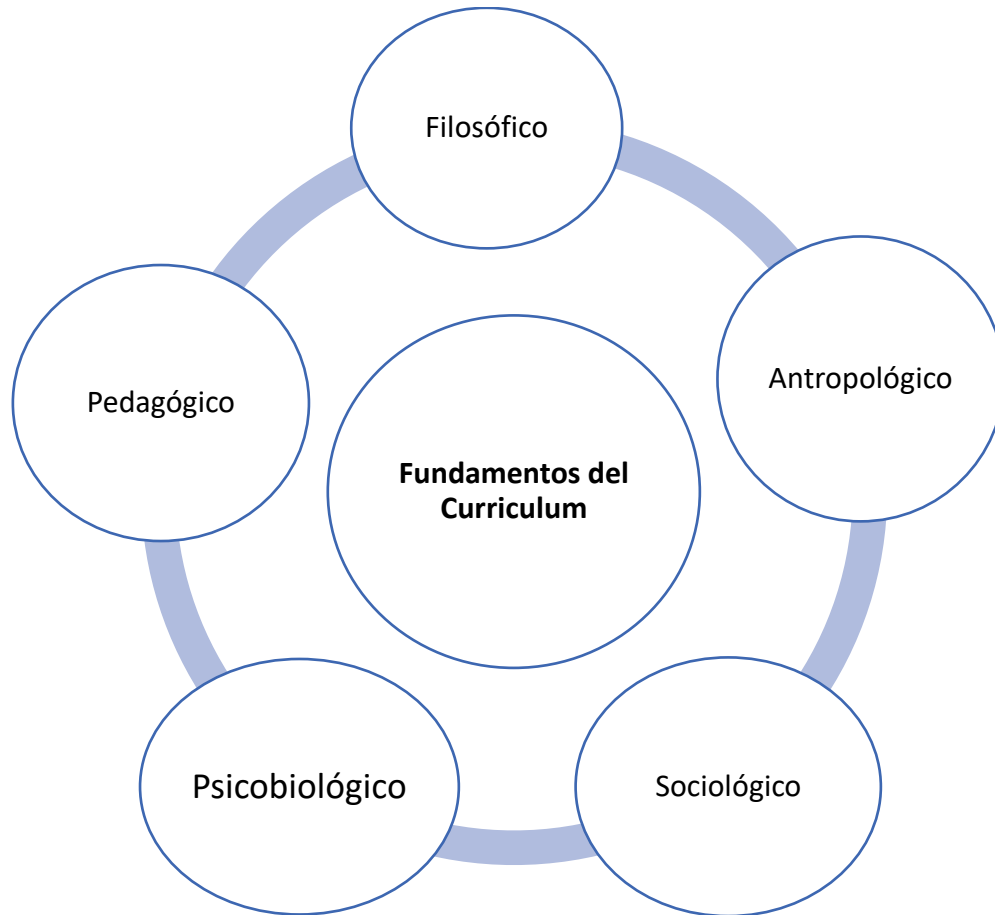 Filosófico
Antropológico
Pedagógico
Fundamentos del
Curriculum
Psicobiológico
Sociológico